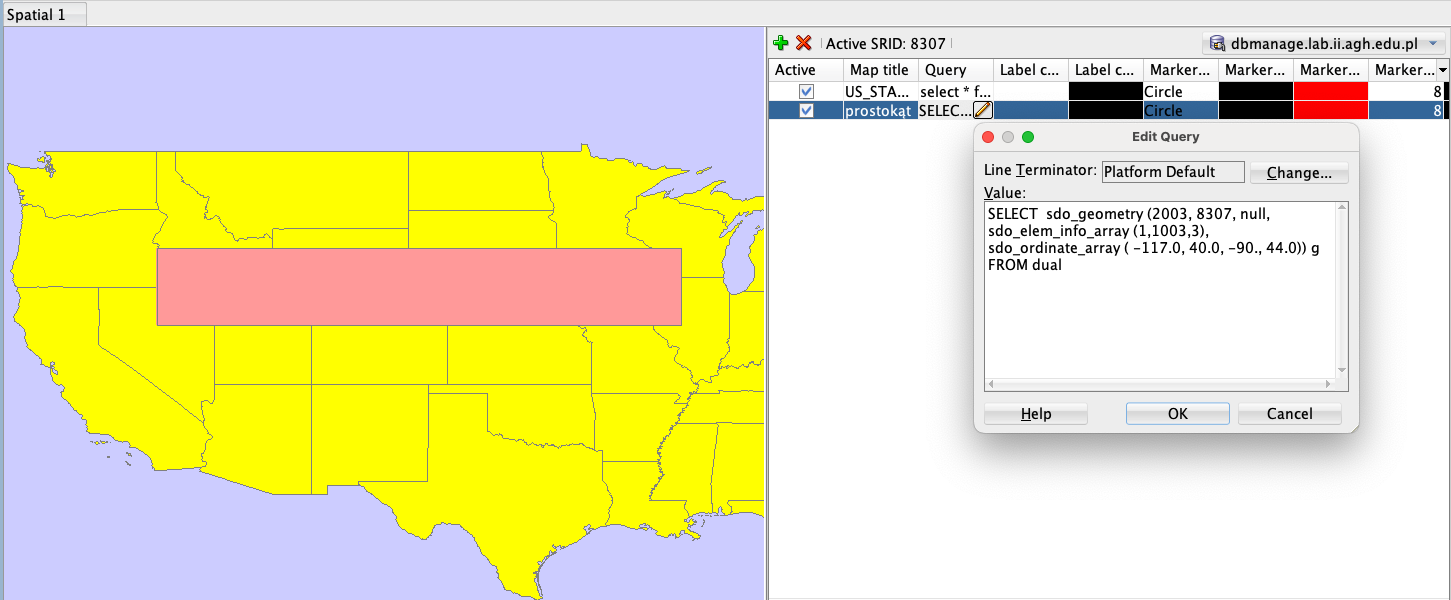 Spatial 1
Active SRID: 8307
dbmanage.lab.ii.agh.edu.pl
Active Map title Query Label c... Label c... Marker... Marker... Marker... Marker...
US_STA... select * f... Circle 8
prostokąt SELEC... Circle 8
Edit Query
Line Terminator: Platform Default Change...
Value:
SELECT  sdo_geometry (2003, 8307, null,
sdo_elem_info_array (1,1003,3),
sdo_ordinate_array ( -117.0, 40.0, -90., 44.0)) g
FROM dual
Help OK Cancel